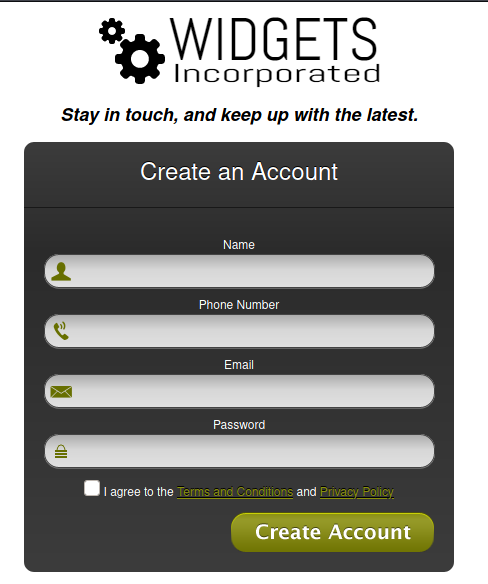 WIDGETS
Incorporated
Stay in touch, and keep up with the latest.
Create an Account
Name
Phone Number
Email
Password
I agree to the Terms and Conditions and Privacy Policy
Create Account